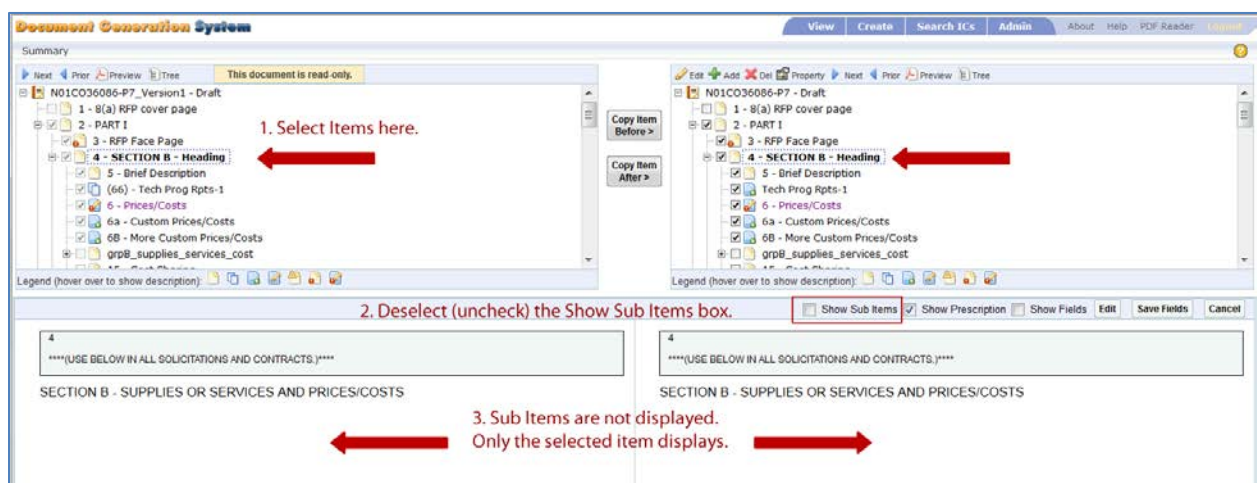 Document Generation System
View Create Search ICs Admin About Help PDF Reader Logout
Summary
Next Prior Preview Tree This document is read-only.
N01CO36086-P7_Version1 - Draft
1 - 8(a) RFP cover page
2 - PART I
3 - RFP Face Page
4 - SECTION B - Heading
5 - Brief Description
(66) - Tech Prog Rpts-1
6 - Prices/Costs
6a - Custom Prices/Costs
6B - More Custom Prices/Costs
grpB_supplies_services_cost
15 - Cost Sharing
Legend (hover over to show description):
1. Select Items here.
Copy Item
Before >
Copy Item
After >
Edit Add Del Property Next Prior Preview Tree
N01CO36086-P7 - Draft
1 - 8(a) RFP cover page
2 - PART I
3 - RFP Face Page
4 - SECTION B - Heading
5 - Brief Description
Tech Prog Rpts-1
6 - Prices/Costs
6a - Custom Prices/Costs
6B - More Custom Prices/Costs
grpB_supplies_services_cost
15 - Cost Sharing
Legend (hover over to show description):
2. Deselect (uncheck) the Show Sub Items box.
Show Sub Items Show Prescription Show Fields Edit Save Fields Cancel
4
****(USE BELOW IN ALL SOLICITATIONS AND CONTRACTS.)****
SECTION B - SUPPLIES OR SERVICES AND PRICES/COSTS
4
****(USE BELOW IN ALL SOLICITATIONS AND CONTRACTS.)****
SECTION B - SUPPLIES OR SERVICES AND PRICES/COSTS
3. Sub Items are not displayed.
Only the selected item displays.